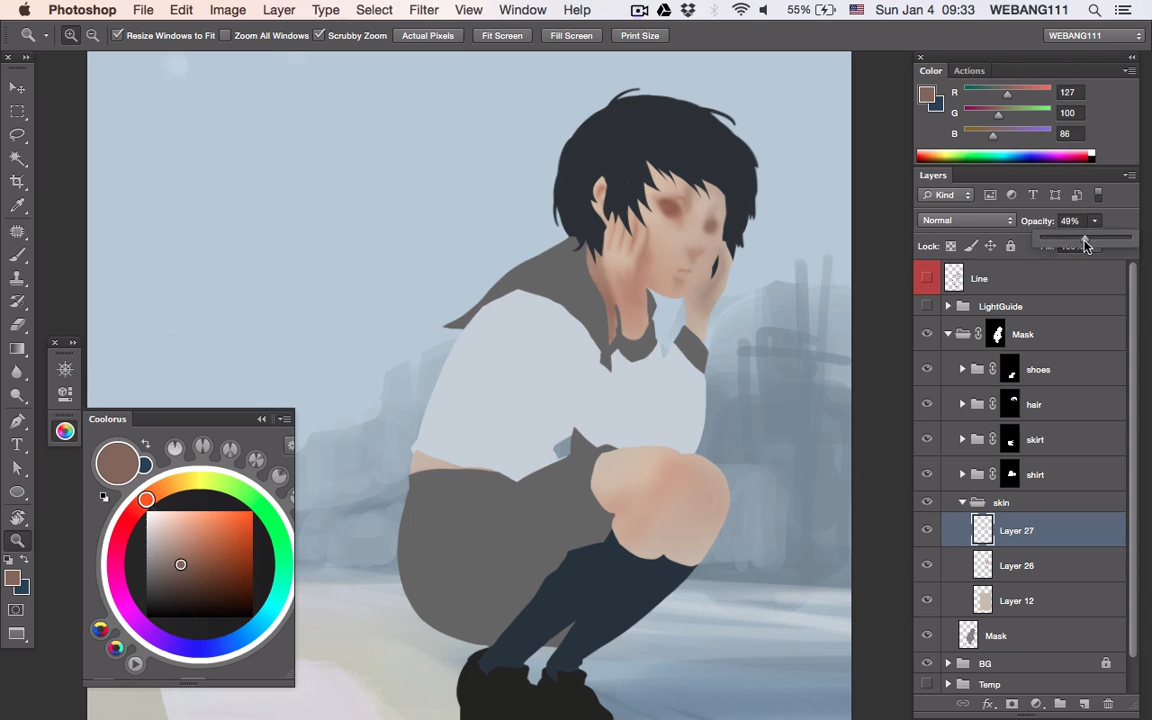 Photoshop File Edit Image Layer Type Select Filter View Window Help 55% Sun Jan 4 09:33 WEBANG111
Resize Windows to Fit Zoom All Windows Scrubby Zoom Actual Pixels Fit Screen Fill Screen Print Size WEBANG111
Color Actions
R 127
G 100
B 86
Layers
Kind
Normal Opacity: 49%
Lock:
Line
LightGuide
Mask
shoes
hair
skirt
shirt
skin
Layer 27
Layer 26
Layer 12
Mask
BG
Temp
Coolorus